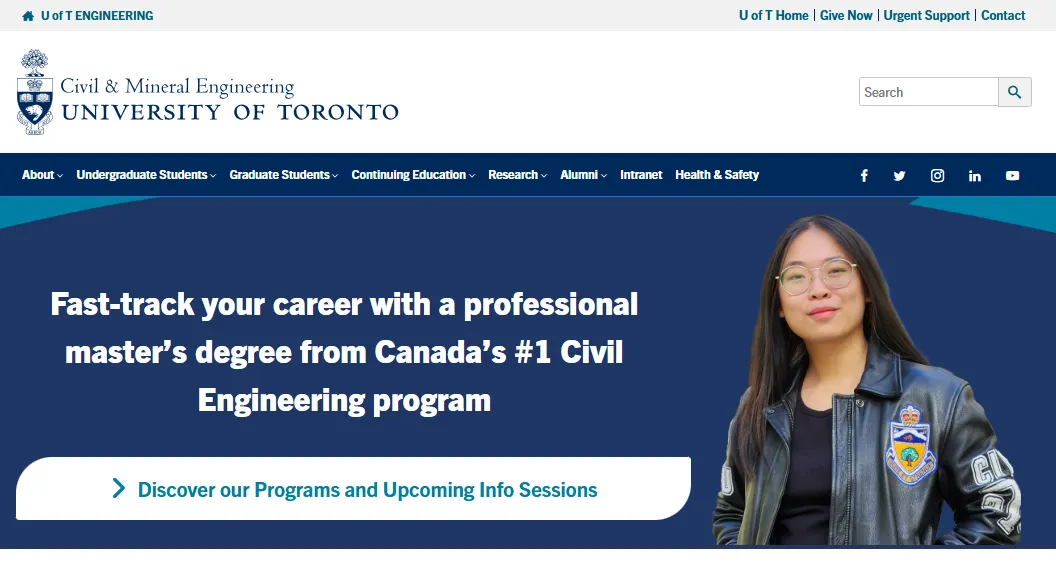 U of T ENGINEERING
U of T Home | Give Now | Urgent Support | Contact
Civil & Mineral Engineering
UNIVERSITY OF TORONTO
Search
About Undergraduate Students Graduate Students Continuing Education Research Alumni Intranet Health & Safety
Fast-track your career with a professional
master’s degree from Canada’s #1 Civil
Engineering program
Discover our Programs and Upcoming Info Sessions